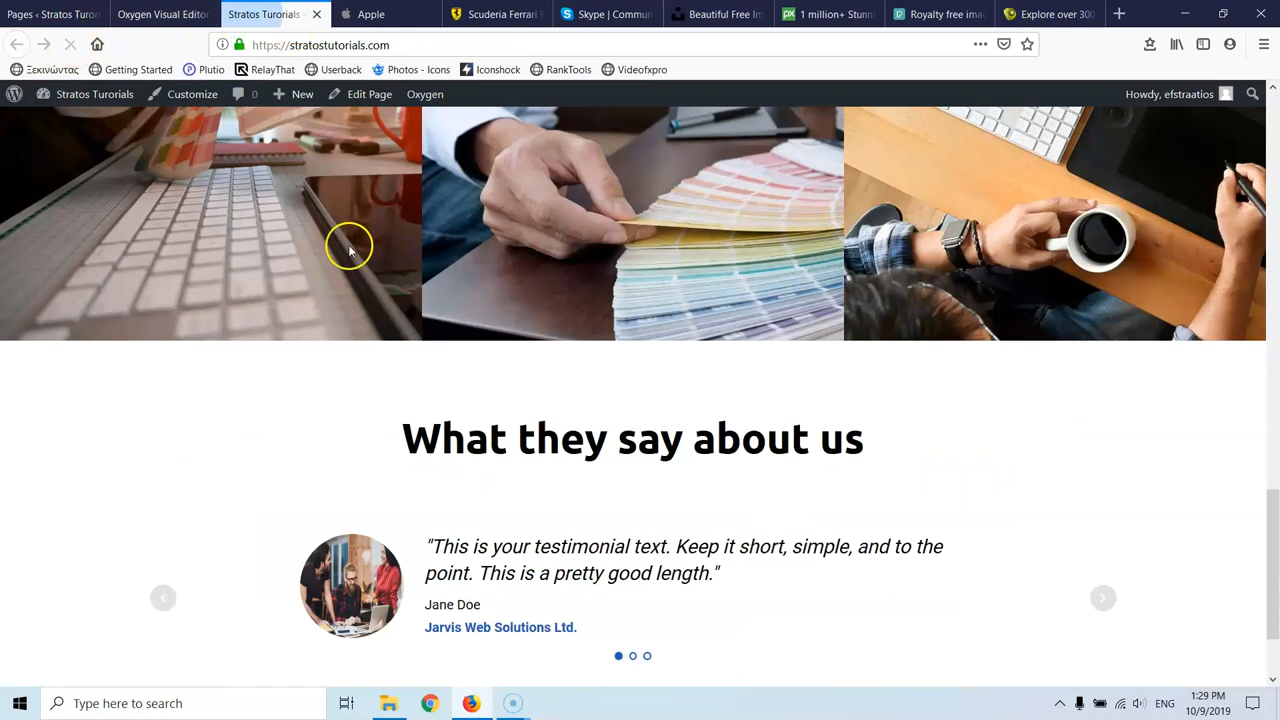 Pages ‹ Stratos Turori
Oxygen Visual Editor
Stratos Turorials -
Apple
Scuderia Ferrari
Skype | Commun
Beautiful Free Im
1 million+ Stunn
Royalty free ima
Explore over 300
https://stratostutorials.com
Ξεκινώντας
Getting Started
Plutio
RelayThat
Userback
Photos - Icons
Iconshock
RankTools
Videofxpro
Stratos Turorials
Customize
0
New
Edit Page
Oxygen
Howdy, efstraatios
What they say about us
"This is your testimonial text. Keep it short, simple, and to the
point. This is a pretty good length."
Jane Doe
Jarvis Web Solutions Ltd.
Type here to search
ENG
1:29 PM
10/9/2019